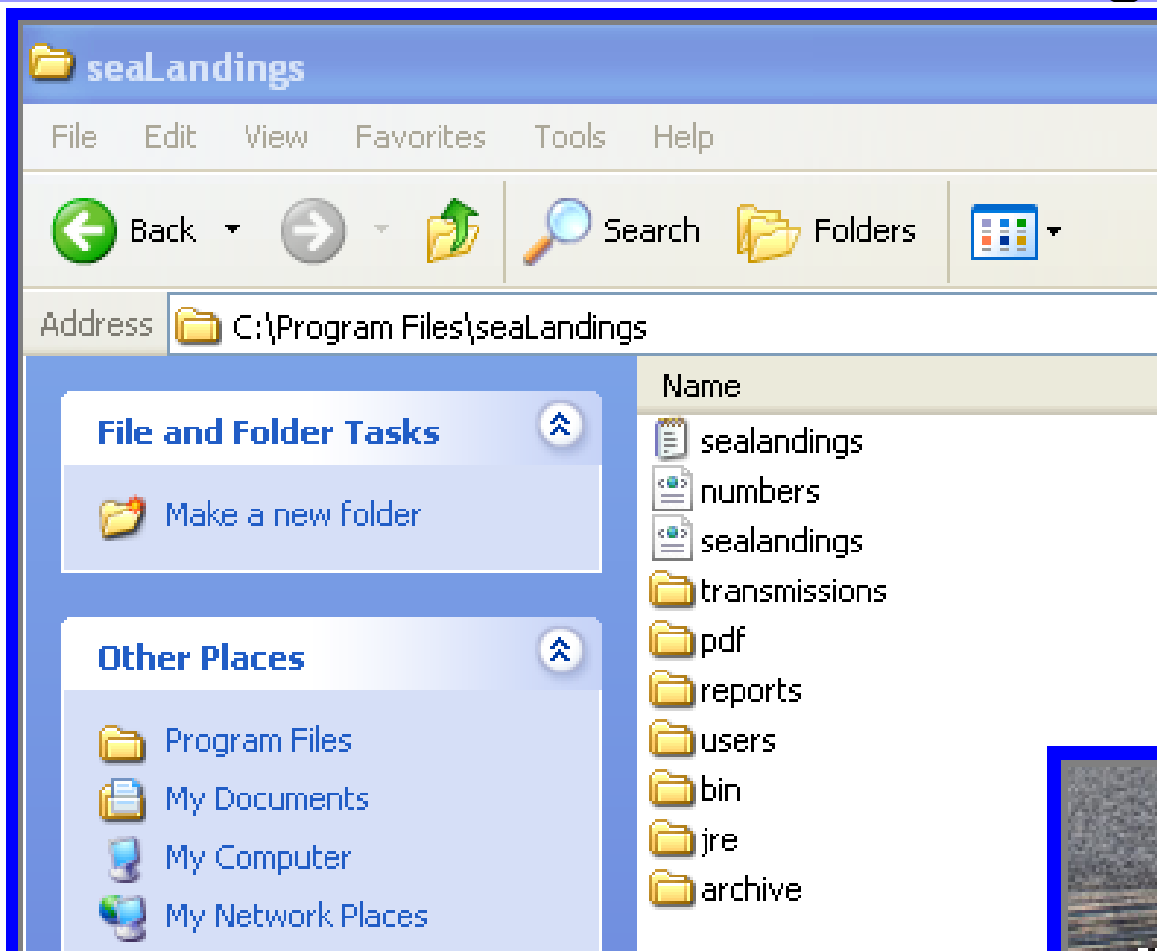 seaLandings
File Edit View Favorites Tools Help
Back Search Folders
Address C:\Program Files\seaLandings
File and Folder Tasks
Make a new folder
Other Places
Program Files
My Documents
My Computer
My Network Places
Name
sealandings
numbers
sealandings
transmissions
pdf
reports
users
bin
jre
archive